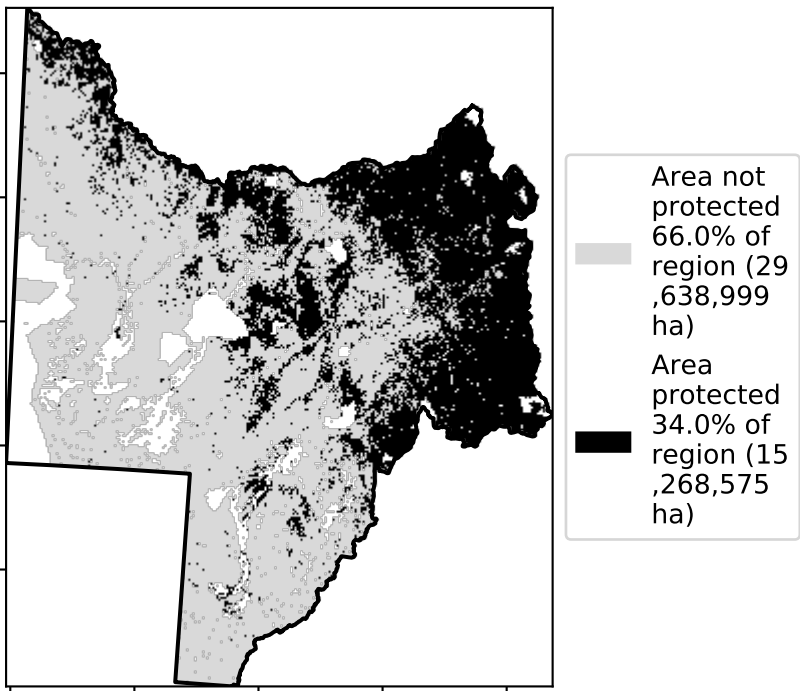 Area not
protected
66.0% of
region (29
,638,999
ha)
Area
protected
34.0% of
region (15
,268,575
ha)